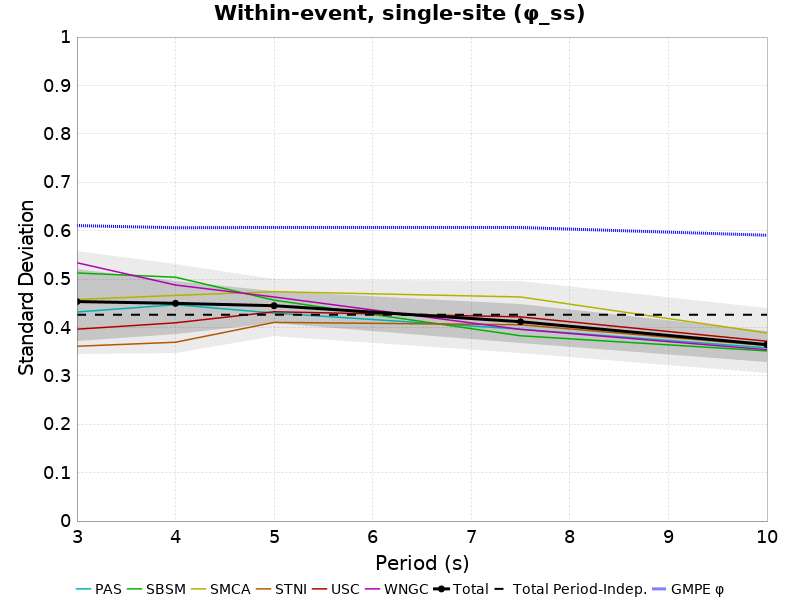 Within-event, single-site (φ_ss)
1
0.9
0.8
0.7
0.6
0.5
0.4
0.3
0.2
0.1
0
Standard Deviation
3 4 5 6 7 8 9 10
Period (s)
PAS SBSM SMCA STNI USC WNGC Total Total Period-Indep. GMPE φ